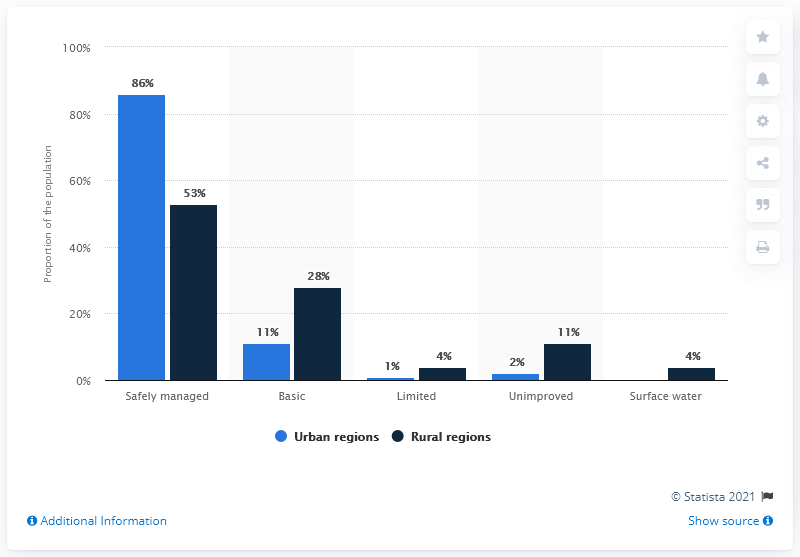 100%
80%
60%
40%
20%
0%
Proportion of the population
86%
53%
11%
28%
1%
4%
2%
11%
4%
Safely managed
Basic
Limited
Unimproved
Surface water
Urban regions
Rural regions
© Statista 2021
Additional Information
Show source